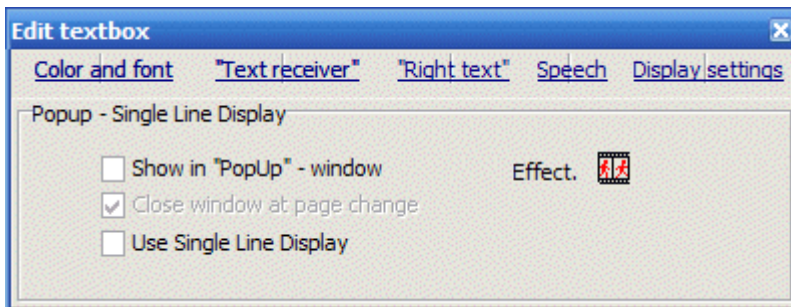 Edit textbox
Color and font "Text receiver" "Right text" Speech Display settings
Popup - Single Line Display
Show in "PopUp" - window Effect.
Close window at page change
Use Single Line Display